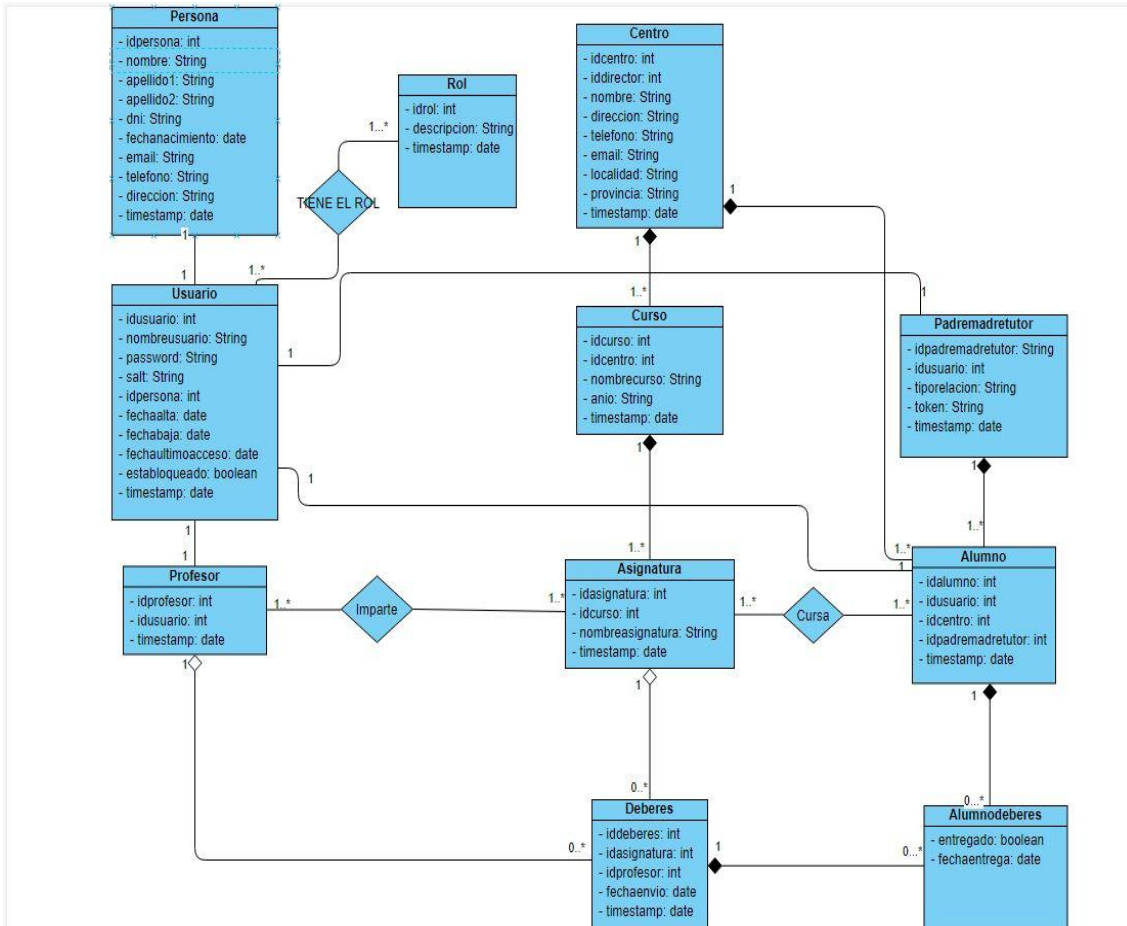 Persona
- idpersona: int
- nombre: String
- apellido1: String
- apellido2: String
- dni: String
- fechanacimiento: date
- email: String
- telefono: String
- direccion: String
- timestamp: date
1
1
Rol
- idrol: int
- descripcion: String
- timestamp: date
1...*
TIENE EL ROL
1..*
Centro
- idcentro: int
- iddirector: int
- nombre: String
- direccion: String
- telefono: String
- email: String
- localidad: String
- provincia: String
- timestamp: date
1
1
1..*
Usuario
- idusuario: int
- nombreusuario: String
- password: String
- salt: String
- idpersona: int
- fechaalta: date
- fechabaja: date
- fechaultimoacceso: date
- establoqueado: boolean
- timestamp: date
1
1
1
1
Curso
- idcurso: int
- idcentro: int
- nombrecurso: String
- anio: String
- timestamp: date
1
1..*
1
Padremadretutor
- idpadremadretutor: String
- idusuario: int
- tiporelacion: String
- token: String
- timestamp: date
1
1..*
1..*
1
Profesor
- idprofesor: int
- idusuario: int
- timestamp: date
1..*
Imparte
1..*
1
Asignatura
- idasignatura: int
- idcurso: int
- nombreasignatura: String
- timestamp: date
1..*
Cursa
1..*
1
Alumno
- idalumno: int
- idusuario: int
- idcentro: int
- idpadremadretutor: int
- timestamp: date
1
0..*
0..*
Deberes
- iddeberes: int
- idasignatura: int
- idprofesor: int
- fechaenvio: date
- timestamp: date
1
0...*
0...*
Alumnodeberes
- entregado: boolean
- fechaentrega: date